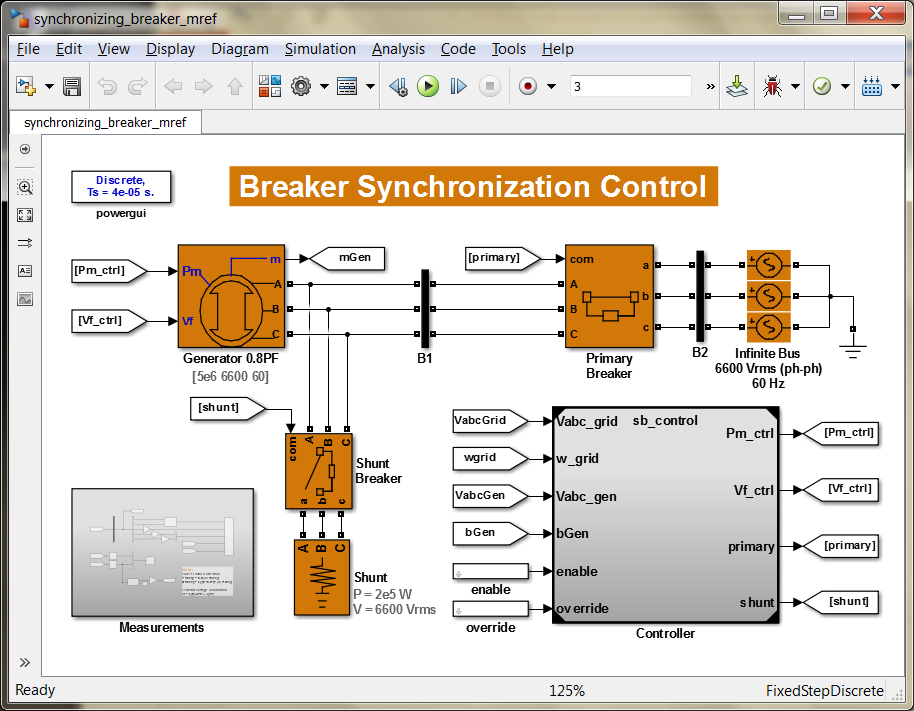 synchronizing_breaker_mref
File Edit View Display Diagram Simulation Analysis Code Tools Help
3
»
synchronizing_breaker_mref
Discrete,
Ts = 4e-05 s.
powergui
Breaker Synchronization Control
[Pm_ctrl]
[Vf_ctrl]
Pm
Vf
m
A
B
C
Generator 0.8PF
[5e6 6600 60]
mGen
B1
[primary]
com
A
B
C
a
b
c
Primary
Breaker
B2
Infinite Bus
6600 Vrms (ph-ph)
60 Hz
[shunt]
com
A
B
C
a
b
c
Shunt
Breaker
A
B
C
Shunt
P = 2e5 W
V = 6600 Vrms
Measurements
VabcGrid
wgrid
VabcGen
bGen
enable
override
Vabc_grid
w_grid
Vabc_gen
bGen
enable
override
sb_control
Pm_ctrl
Vf_ctrl
primary
shunt
Controller
[Pm_ctrl]
[Vf_ctrl]
[primary]
[shunt]
Ready
125%
FixedStepDiscrete